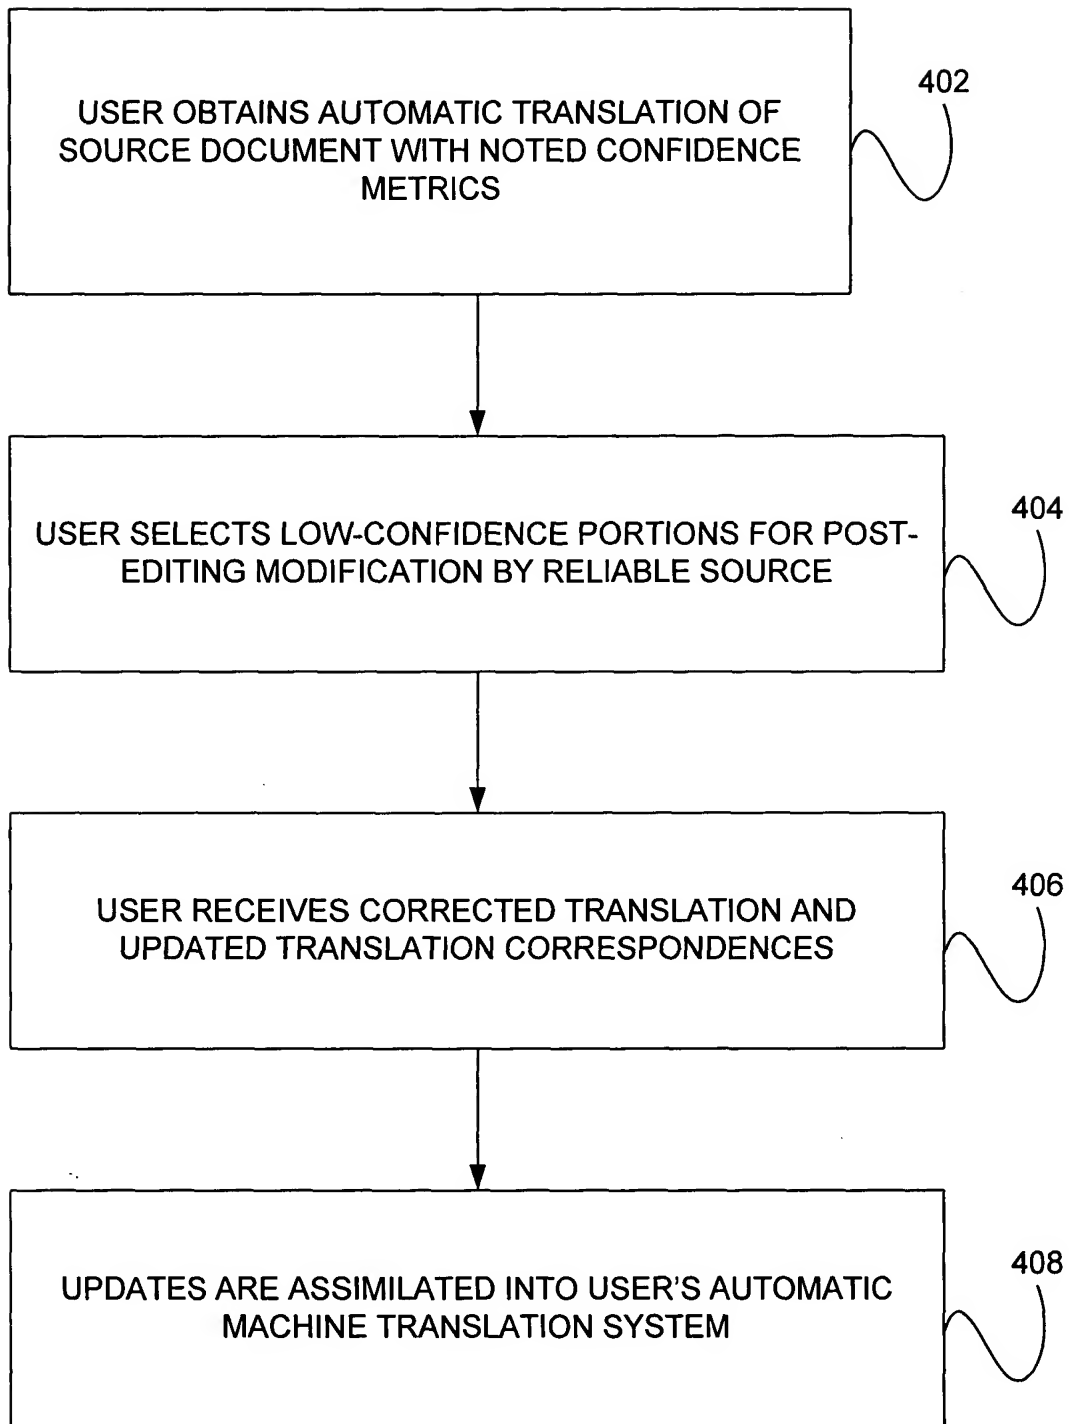 402
USER OBTAINS AUTOMATIC TRANSLATION OF
SOURCE DOCUMENT WITH NOTED CONFIDENCE
METRICS
404
USER SELECTS LOW-CONFIDENCE PORTIONS FOR POST-
EDITING MODIFICATION BY RELIABLE SOURCE
406
USER RECEIVES CORRECTED TRANSLATION AND
UPDATED TRANSLATION CORRESPONDENCES
408
UPDATES ARE ASSIMILATED INTO USER'S AUTOMATIC
MACHINE TRANSLATION SYSTEM